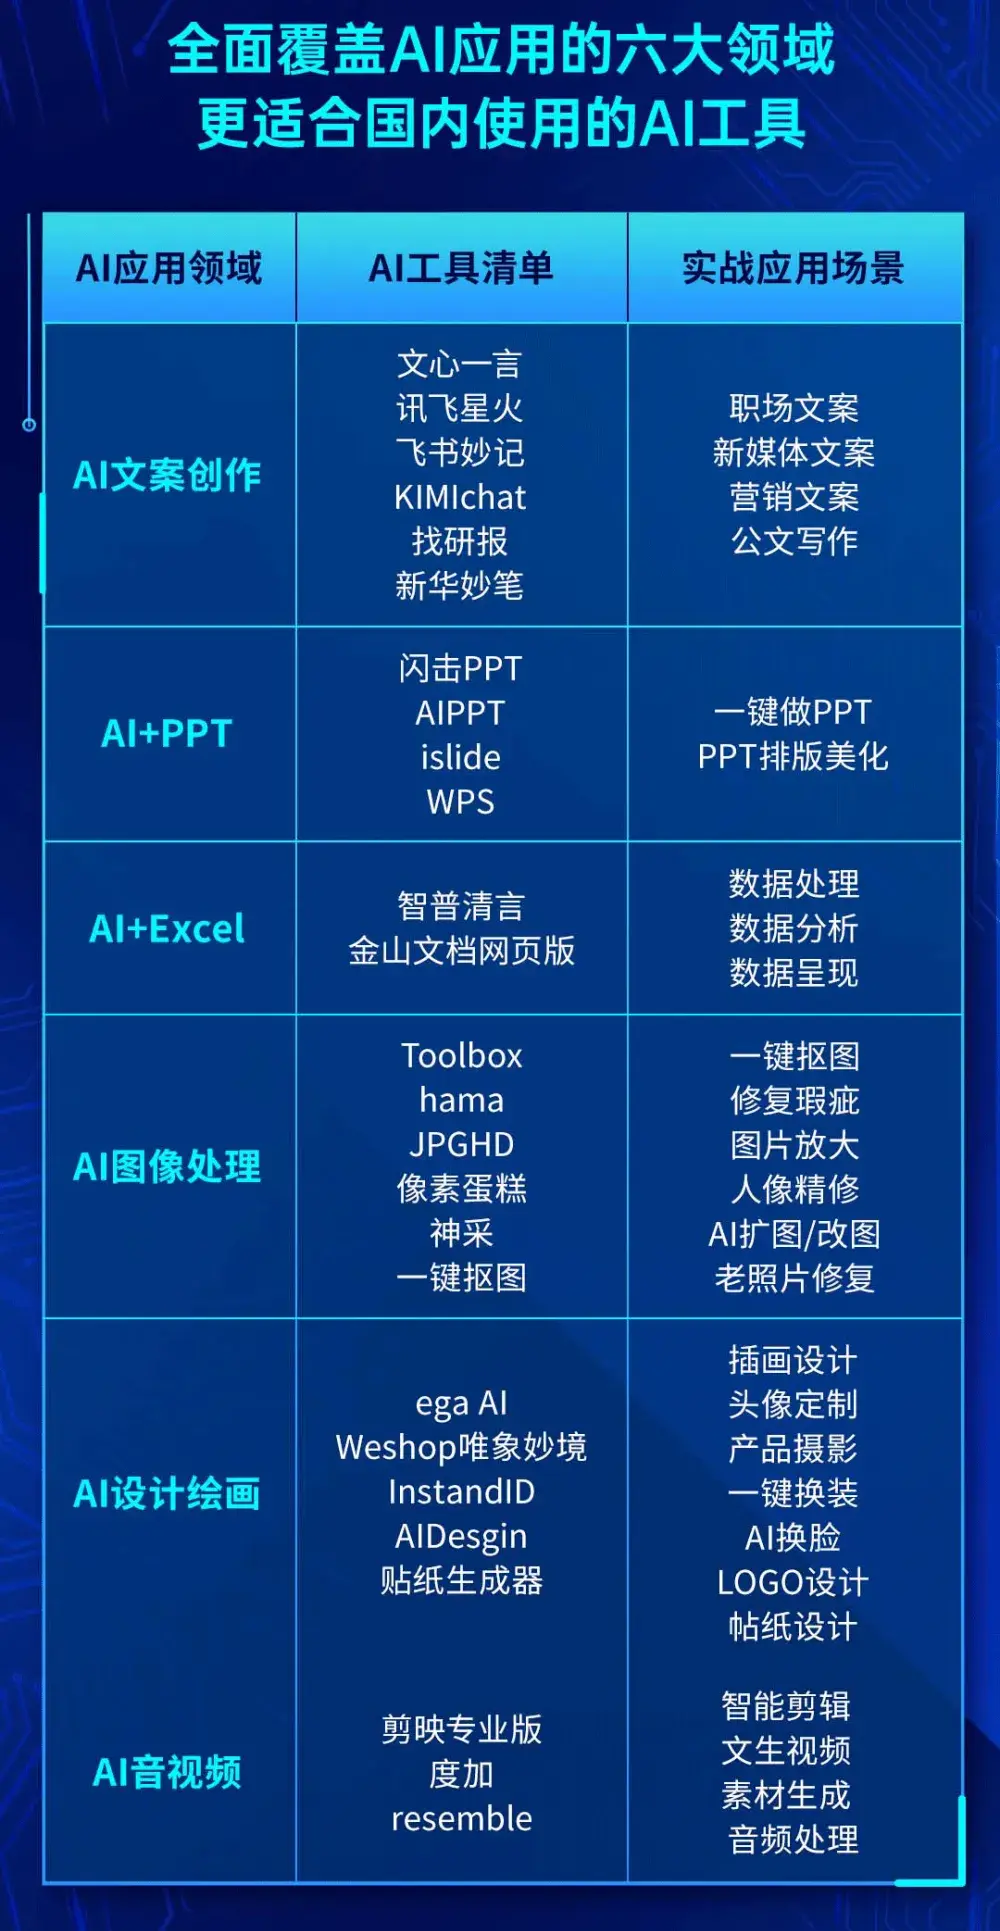 全面覆盖AI应用的六大领域
更适合国内使用的AI工具
AI应用领域
AI工具清单
实战应用场景
AI文案创作
文心一言
讯飞星火
飞书妙记
KIMIchat
找研报
新华妙笔
职场文案
新媒体文案
营销文案
公文写作
AI+PPT
闪击PPT
AIPPT
islide
WPS
一键做PPT
PPT排版美化
AI+Excel
智普清言
金山文档网页版
数据处理
数据分析
数据呈现
AI图像处理
Toolbox
hama
JPGHD
像素蛋糕
神采
一键抠图
一键抠图
修复瑕疵
图片放大
人像精修
AI扩图/改图
老照片修复
AI设计绘画
ega AI
Weshop唯象妙境
InstandID
AIDesgin
贴纸生成器
插画设计
头像定制
产品摄影
一键换装
AI换脸
LOGO设计
帖纸设计
AI音视频
剪映专业版
度加
resemble
智能剪辑
文生视频
素材生成
音频处理